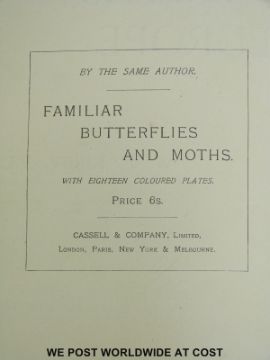 BY THE SAME AUTHOR.
FAMILIAR
BUTTERFLIES
AND MOTHS.
WITH EIGHTEEN COLOURED PLATES.
PRICE 6S.
CASSELL & COMPANY, LIMITED,
LONDON, PARIS, NEW YORK & MELBOURNE.
WE POST WORLDWIDE AT COST